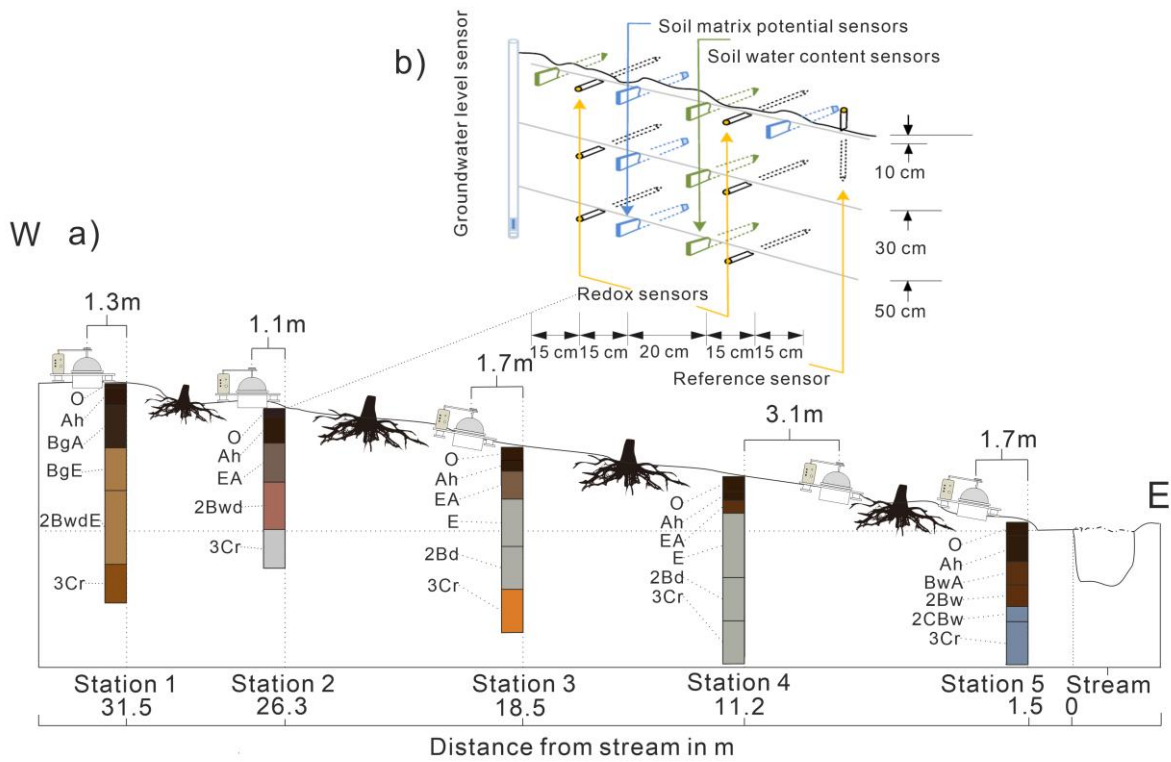 b)
Groundwater level sensor
Soil matrix potential sensors
Soil water content sensors
10 cm
30 cm
50 cm
Redox sensors
15 cm
15 cm
20 cm
15 cm
15 cm
Reference sensor
W
a)
E
1.3m
1.1m
1.7m
3.1m
1.7m
O
Ah
BgA
BgE
2BwdE
3Cr
O
Ah
EA
2Bwd
3Cr
O
Ah
EA
E
2Bd
3Cr
O
Ah
EA
E
2Bd
3Cr
O
Ah
BwA
2Bw
2CBw
3Cr
Station 1
Station 2
Station 3
Station 4
Station 5
Stream
31.5
26.3
18.5
11.2
1.5
0
Distance from stream in m